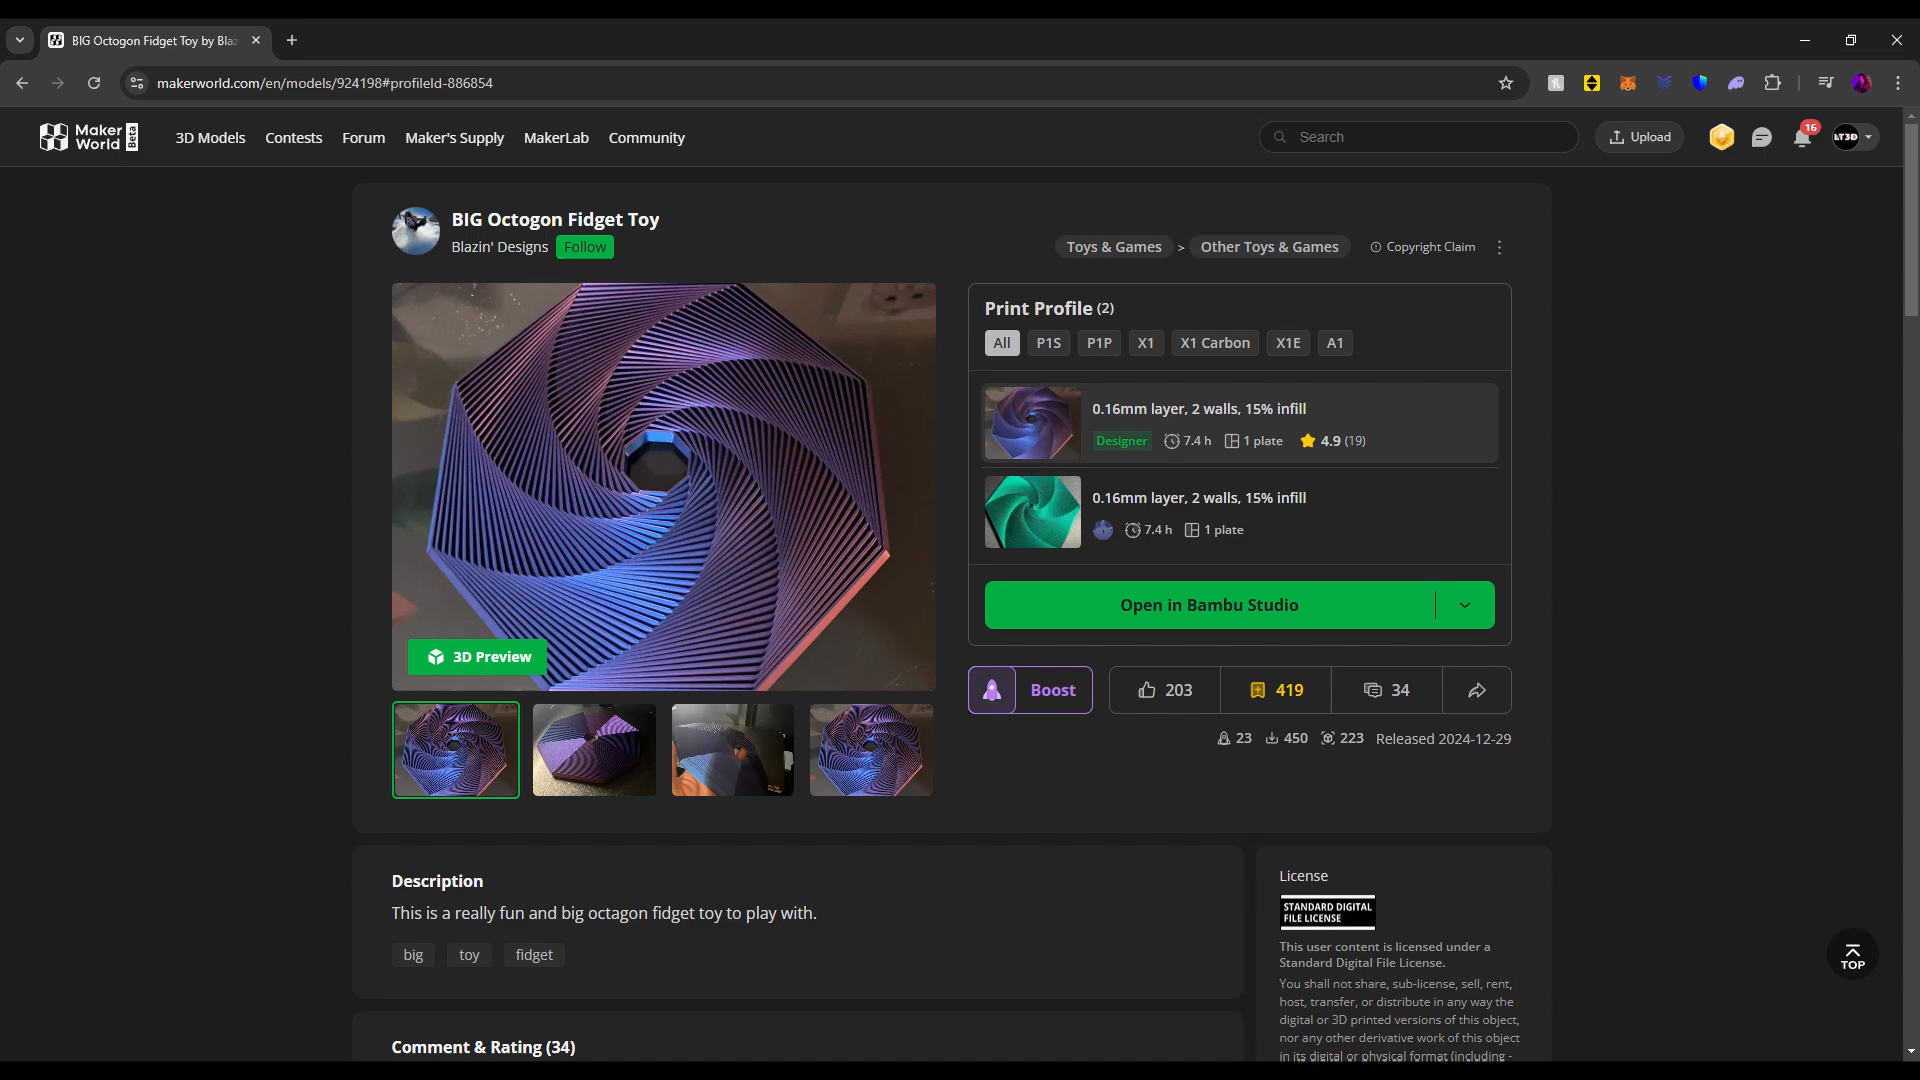 BIG Octogon Fidget Toy by Blaz
makerworld.com/en/models/924198#profileId-886854
Maker World Beta
3D Models
Contests
Forum
Maker's Supply
MakerLab
Community
Search
Upload
16
LT3D
BIG Octogon Fidget Toy
Blazin' Designs
Follow
Toys & Games > Other Toys & Games
Copyright Claim
3D Preview
Print Profile (2)
All
P1S
P1P
X1
X1 Carbon
X1E
A1
0.16mm layer, 2 walls, 15% infill
Designer 7.4 h 1 plate 4.9 (19)
0.16mm layer, 2 walls, 15% infill
7.4 h 1 plate
Open in Bambu Studio
Boost
203
419
34
23 450 223 Released 2024-12-29
Description
This is a really fun and big octagon fidget toy to play with.
big
toy
fidget
Comment & Rating (34)
License
STANDARD DIGITAL
FILE LICENSE
This user content is licensed under a
Standard Digital File License.
You shall not share, sub-license, sell, rent,
host, transfer, or distribute in any way the
digital or 3D printed versions of this object,
nor any other derivative work of this object
in its digital or physical format (including -
TOP